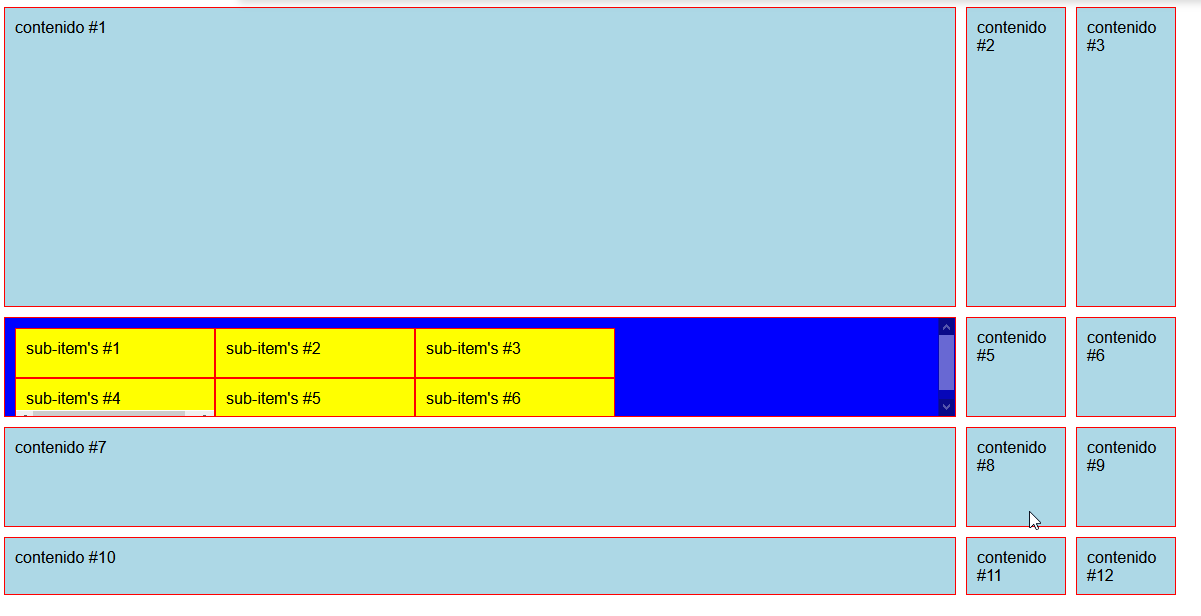 contenido #1
contenido
#2
contenido
#3
sub-item's #1
sub-item's #2
sub-item's #3
sub-item's #4
sub-item's #5
sub-item's #6
contenido
#5
contenido
#6
contenido #7
contenido
#8
contenido
#9
contenido #10
contenido
#11
contenido
#12